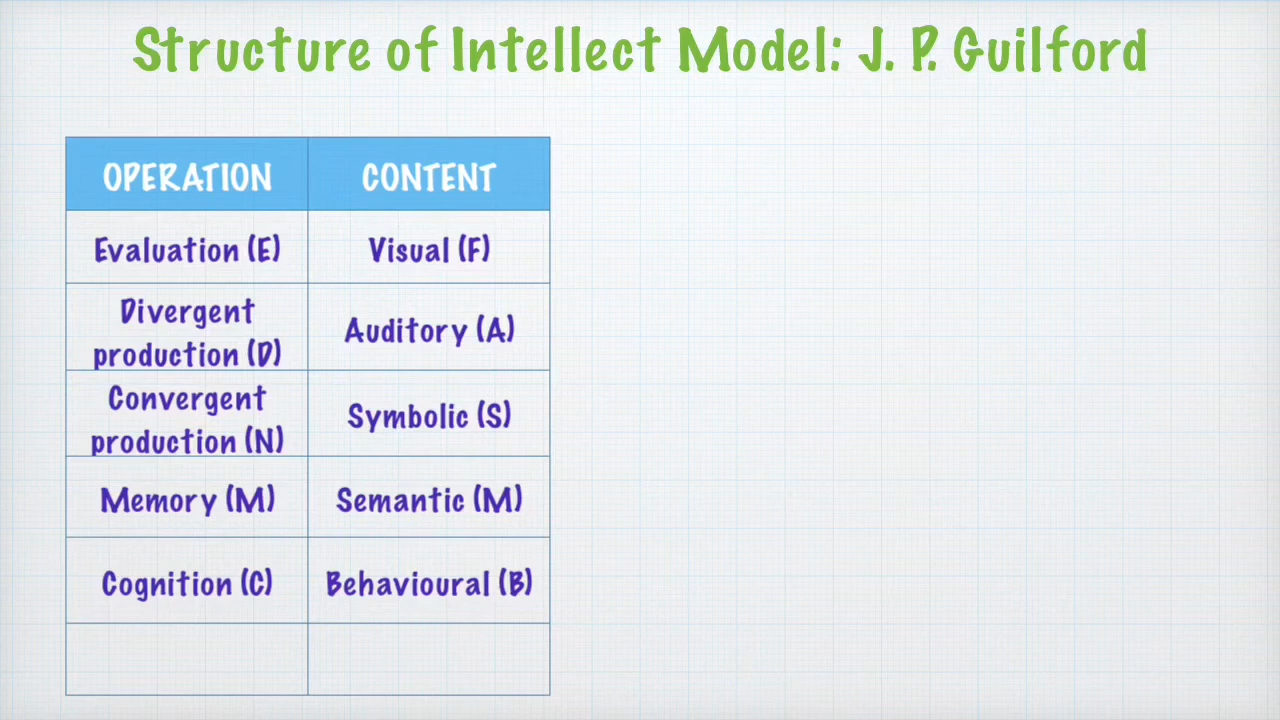 Structure of Intellect Model: J. P. Guilford
OPERATION CONTENT
Evaluation (E) Visual (F)
Divergent
production (D) Auditory (A)
Convergent
production (N) Symbolic (S)
Memory (M) Semantic (M)
Cognition (C) Behavioural (B)